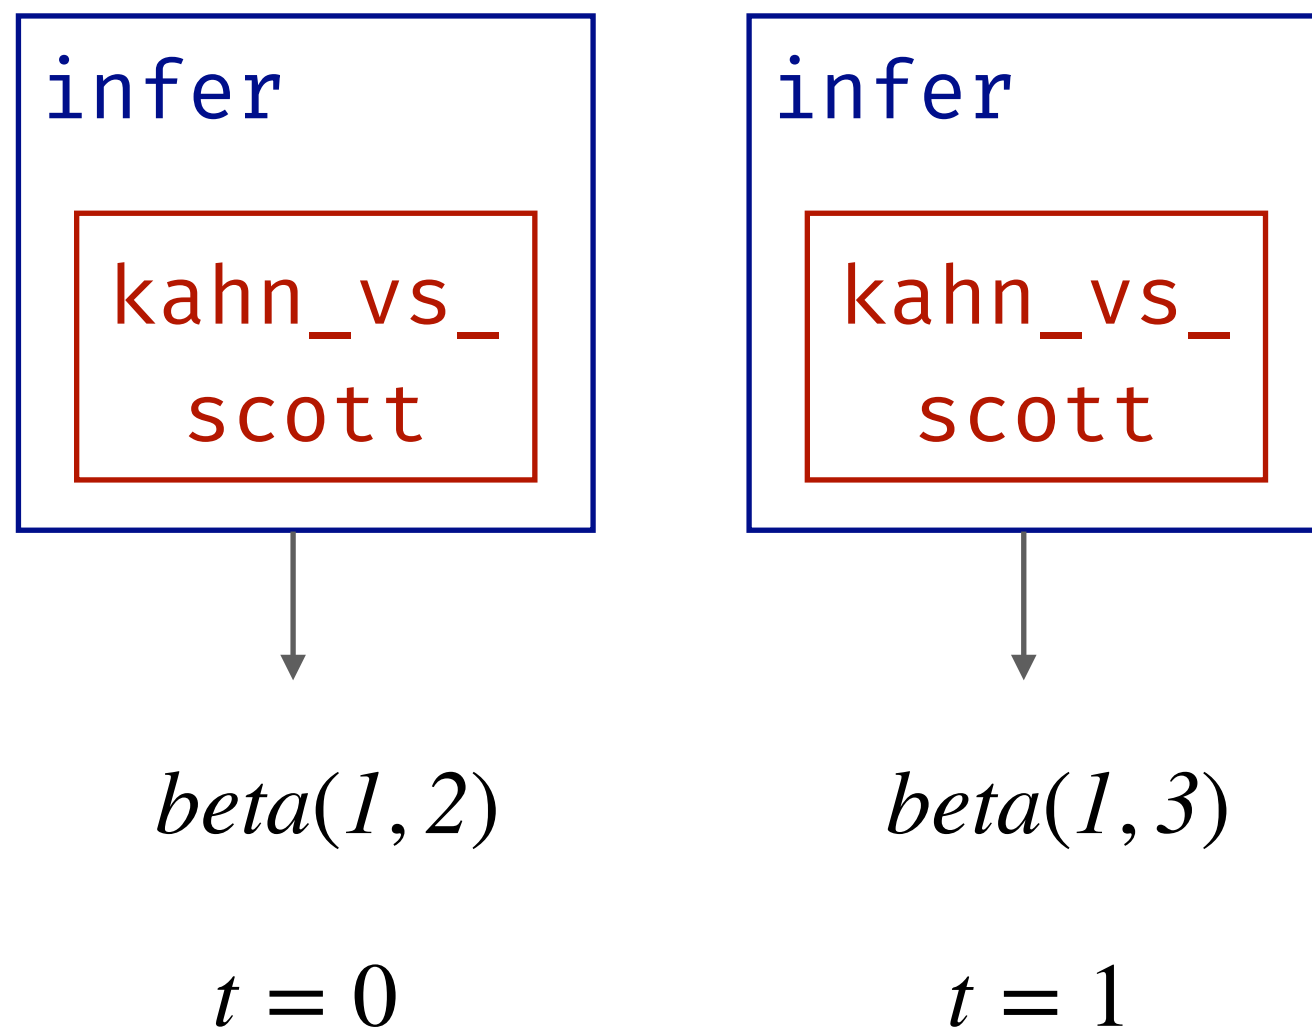 infer
kahn_vs_
scott
beta(1, 2)
t = 0
infer
kahn_vs_
scott
beta(1, 3)
t = 1